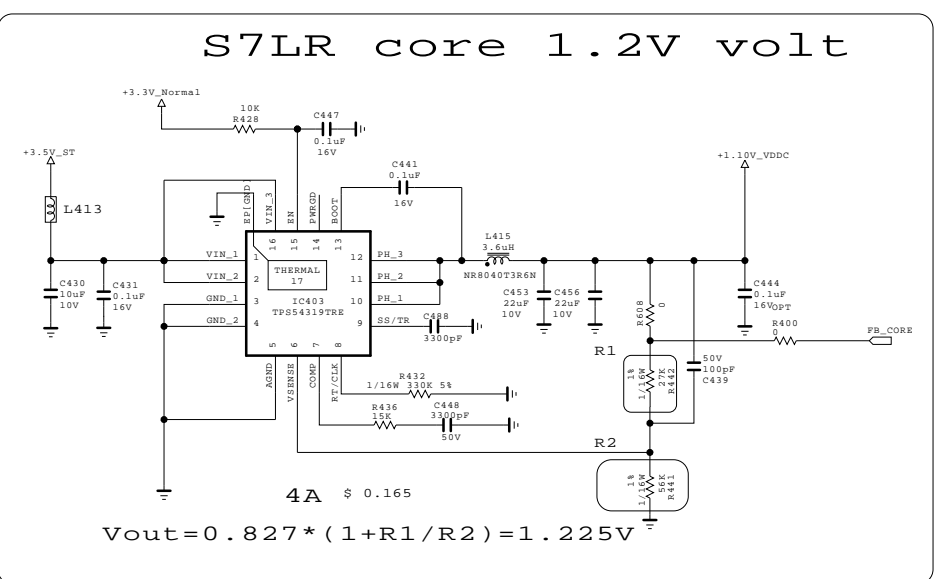 S7LR core 1.2V volt
+3.3V_Normal
10K
R428
C447
0.1uF
16V
+3.5V_ST
L413
C441
0.1uF
16V
+1.10V_VDDC
EP[GND]
VIN_3
EN
PWRGD
BOOT
16
15
14
13
VIN_1
1
VIN_2
2
GND_1
3
GND_2
4
THERMAL
17
IC403
TPS54319TRE
12
PH_3
11
PH_2
10
PH_1
9
SS/TR
5
6
7
8
AGND
VSENSE
COMP
RT/CLK
L415
3.6uH
NR8040T3R6N
C430
10uF
10V
C431
0.1uF
16V
C488
3300pF
C453
22uF
10V
C456
22uF
10V
R608
0
C444
0.1uF
16V
OPT
R400
0
FB_CORE
R1
1%
1/16W
27K
R442
50V
100pF
C439
R432
1/16W 330K 5%
R436
15K
C448
3300pF
50V
R2
1%
1/16W
56K
R441
4A $ 0.165
Vout=0.827*(1+R1/R2)=1.225V